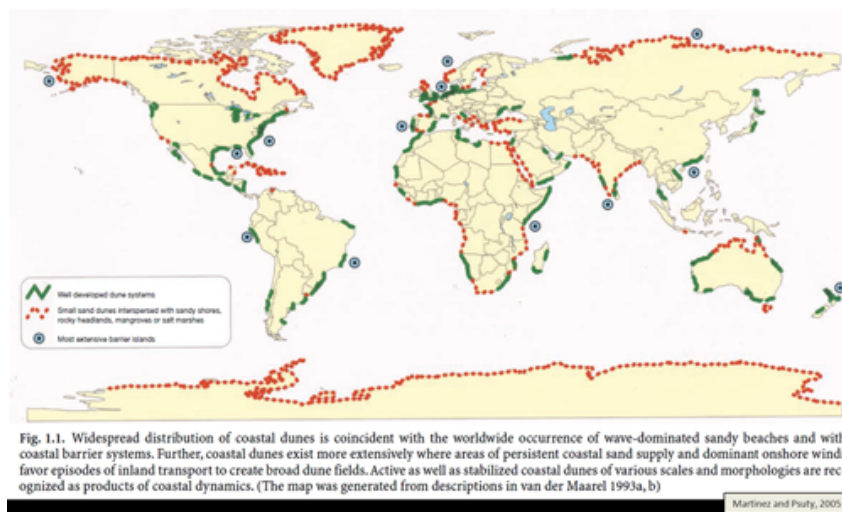 Well developed dune systems
Small sand dunes interspersed with sandy shores,
rocky headlands, mangroves or salt marshes
Most extensive barrier islands
Fig. 1.1. Widespread distribution of coastal dunes is coincident with the worldwide occurrence of wave-dominated sandy beaches and with
coastal barrier systems. Further, coastal dunes exist more extensively where areas of persistent coastal sand supply and dominant onshore wind
favor episodes of inland transport to create broad dune fields. Active as well as stabilized coastal dunes of various scales and morphologies are rec-
ognized as products of coastal dynamics. (The map was generated from descriptions in van der Maarel 1993a, b)
Martinez and Psuty, 2005